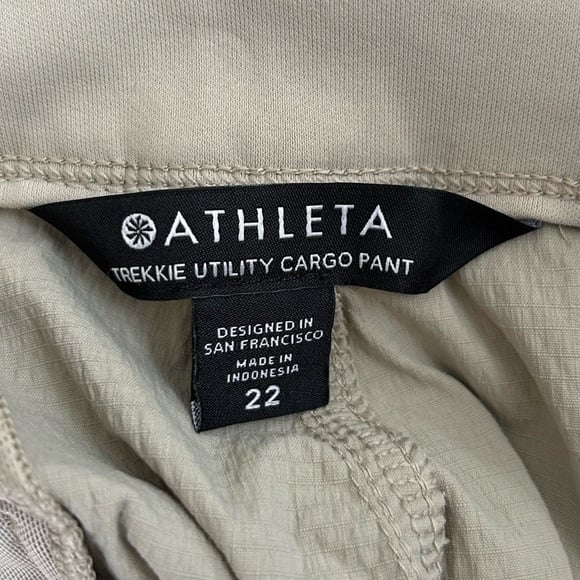 ATHLETA
TREKKIE UTILITY CARGO PANT
DESIGNED IN
SAN FRANCISCO
MADE IN
INDONESIA
22